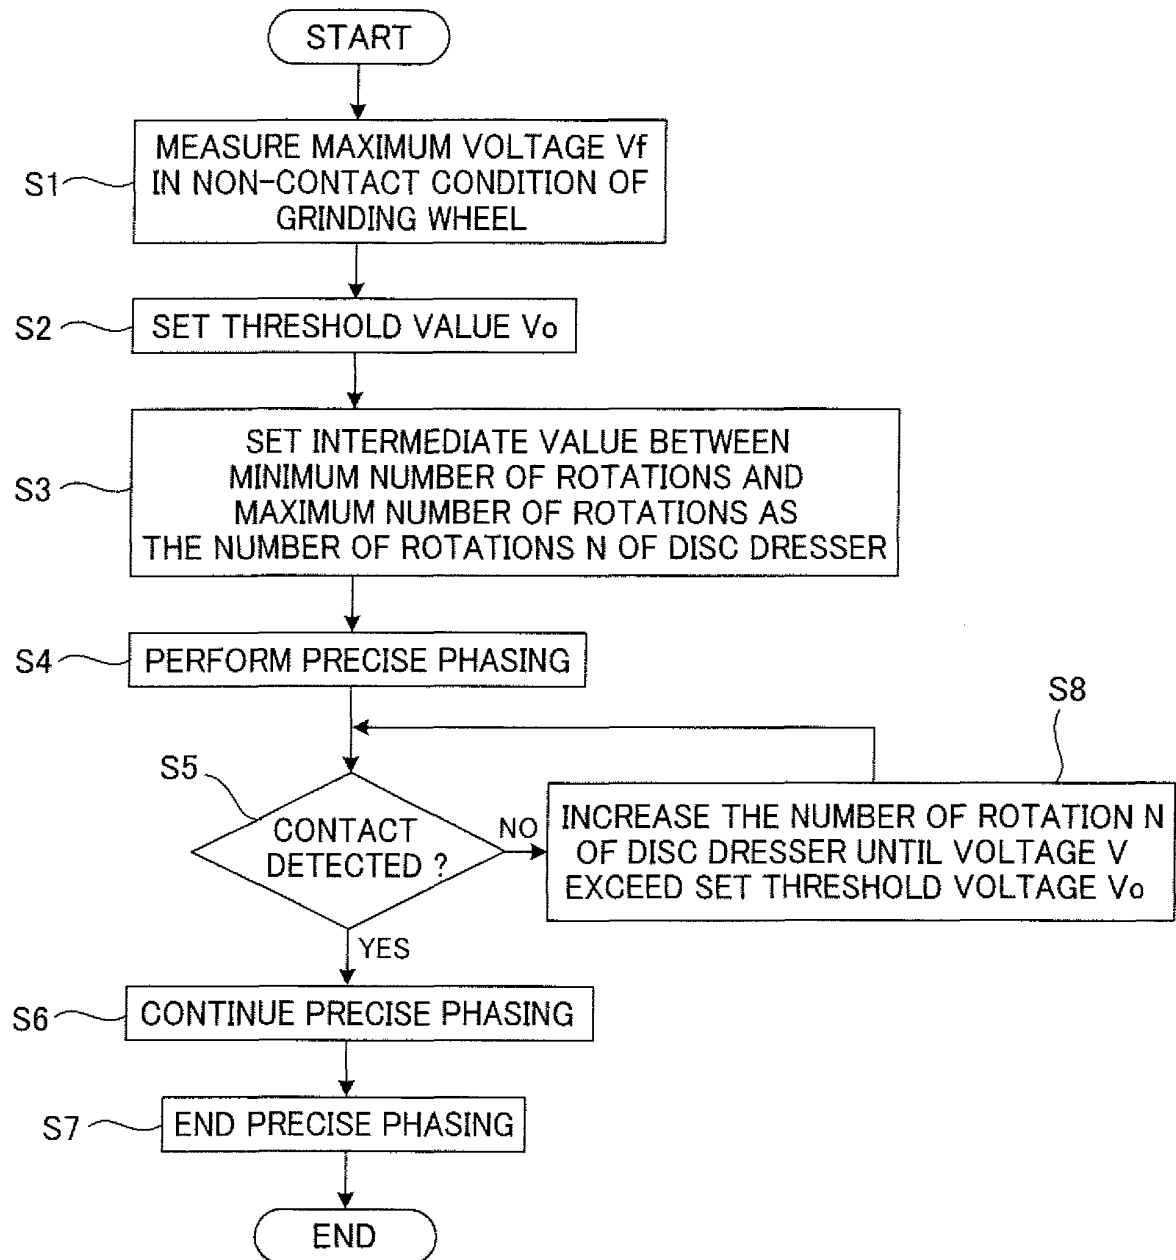 START
S1
MEASURE MAXIMUM VOLTAGE Vf
IN NON-CONTACT CONDITION OF
GRINDING WHEEL
S2
SET THRESHOLD VALUE Vo
S3
SET INTERMEDIATE VALUE BETWEEN
MINIMUM NUMBER OF ROTATIONS AND
MAXIMUM NUMBER OF ROTATIONS AS
THE NUMBER OF ROTATIONS N OF DISC DRESSER
S4
PERFORM PRECISE PHASING
S5
CONTACT
DETECTED ?
NO
S8
INCREASE THE NUMBER OF ROTATION N
OF DISC DRESSER UNTIL VOLTAGE V
EXCEED SET THRESHOLD VOLTAGE Vo
YES
S6
CONTINUE PRECISE PHASING
S7
END PRECISE PHASING
END